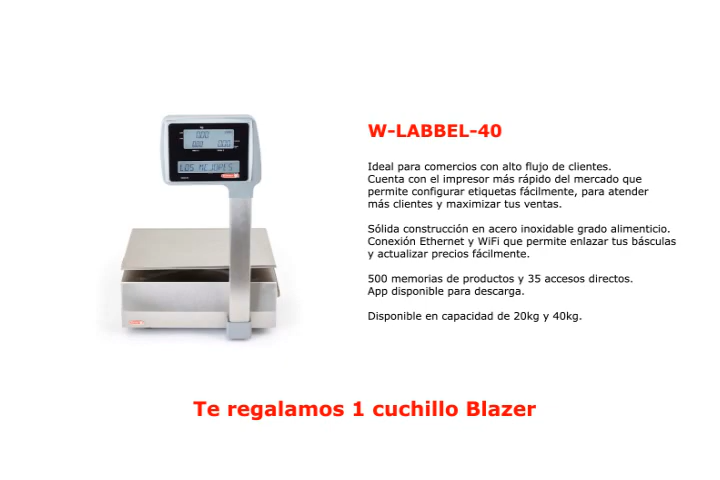 LOS MEJORES
W-LABBEL-40
Ideal para comercios con alto flujo de clientes.
Cuenta con el impresor más rápido del mercado que
permite configurar etiquetas fácilmente, para atender
más clientes y maximizar tus ventas.
Sólida construcción en acero inoxidable grado alimenticio.
Conexión Ethernet y WiFi que permite enlazar tus básculas
y actualizar precios fácilmente.
500 memorias de productos y 35 accesos directos.
App disponible para descarga.
Disponible en capacidad de 20kg y 40kg.
Te regalamos 1 cuchillo Blazer